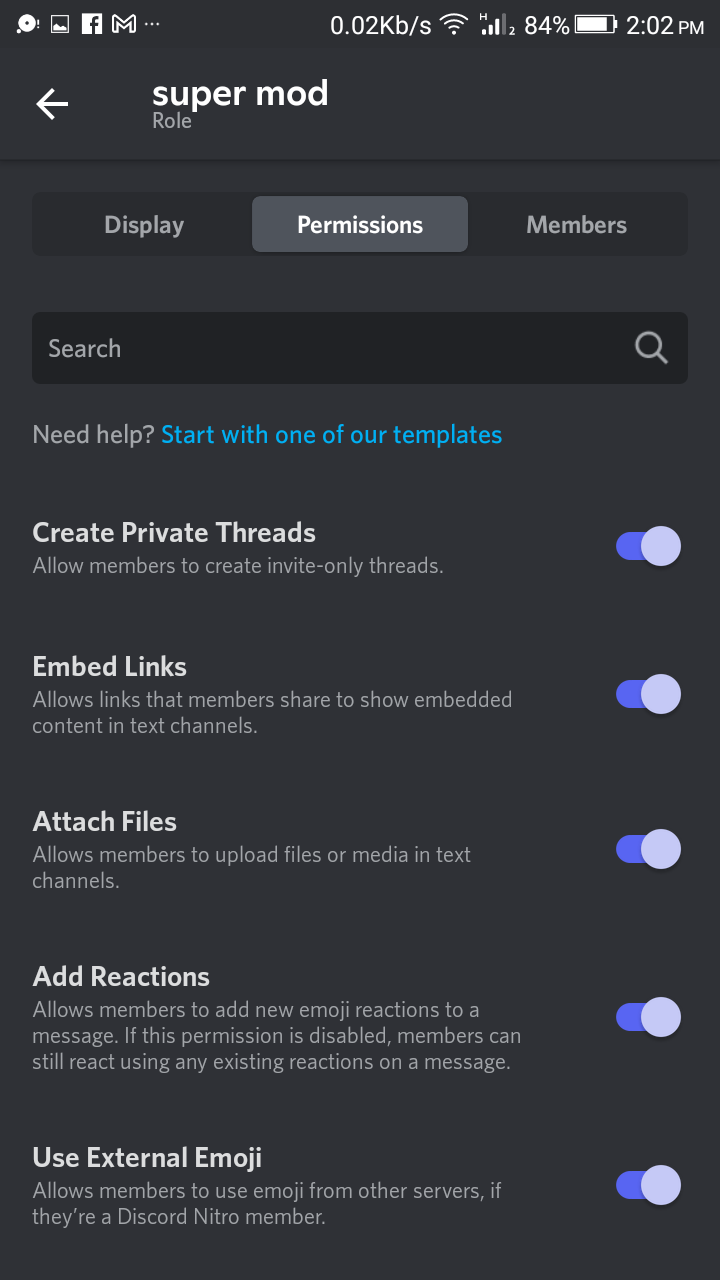 0.02Kb/s H 2 84% 2:02 PM
super mod
Role
Display Permissions Members
Search
Need help? Start with one of our templates
Create Private Threads
Allow members to create invite-only threads.
Embed Links
Allows links that members share to show embedded
content in text channels.
Attach Files
Allows members to upload files or media in text
channels.
Add Reactions
Allows members to add new emoji reactions to a
message. If this permission is disabled, members can
still react using any existing reactions on a message.
Use External Emoji
Allows members to use emoji from other servers, if
they're a Discord Nitro member.